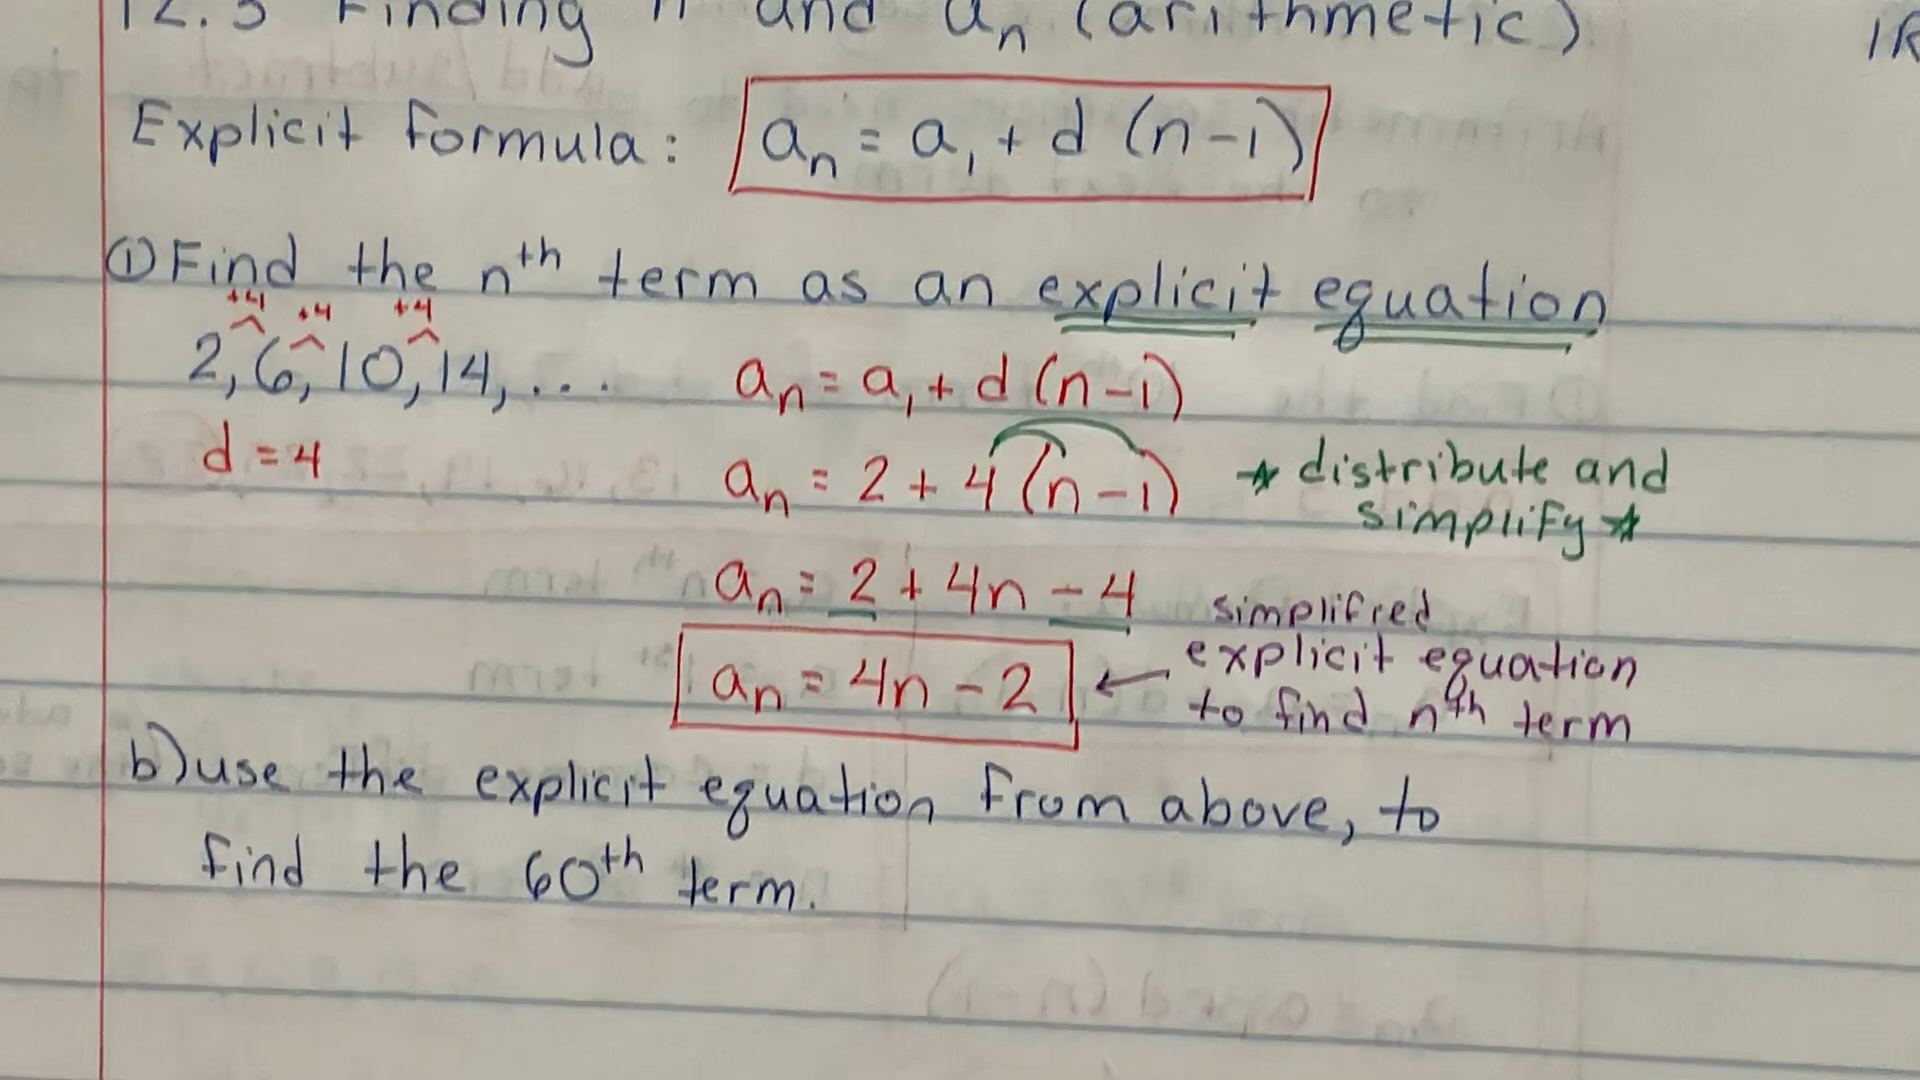 12.3 Finding n and aₙ (arithmetic)
Explicit formula: aₙ = a₁ + d (n-1)
① Find the nᵗʰ term as an explicit equation
+4 +4 +4
2, 6, 10, 14, ...
aₙ = a₁ + d (n-1)
d = 4
aₙ = 2 + 4 (n-1)
* distribute and
simplify *
aₙ = 2 + 4n - 4
aₙ = 4n - 2
← simplified
explicit equation
to find nᵗʰ term
b) use the explicit equation from above, to
find the 60ᵗʰ term.